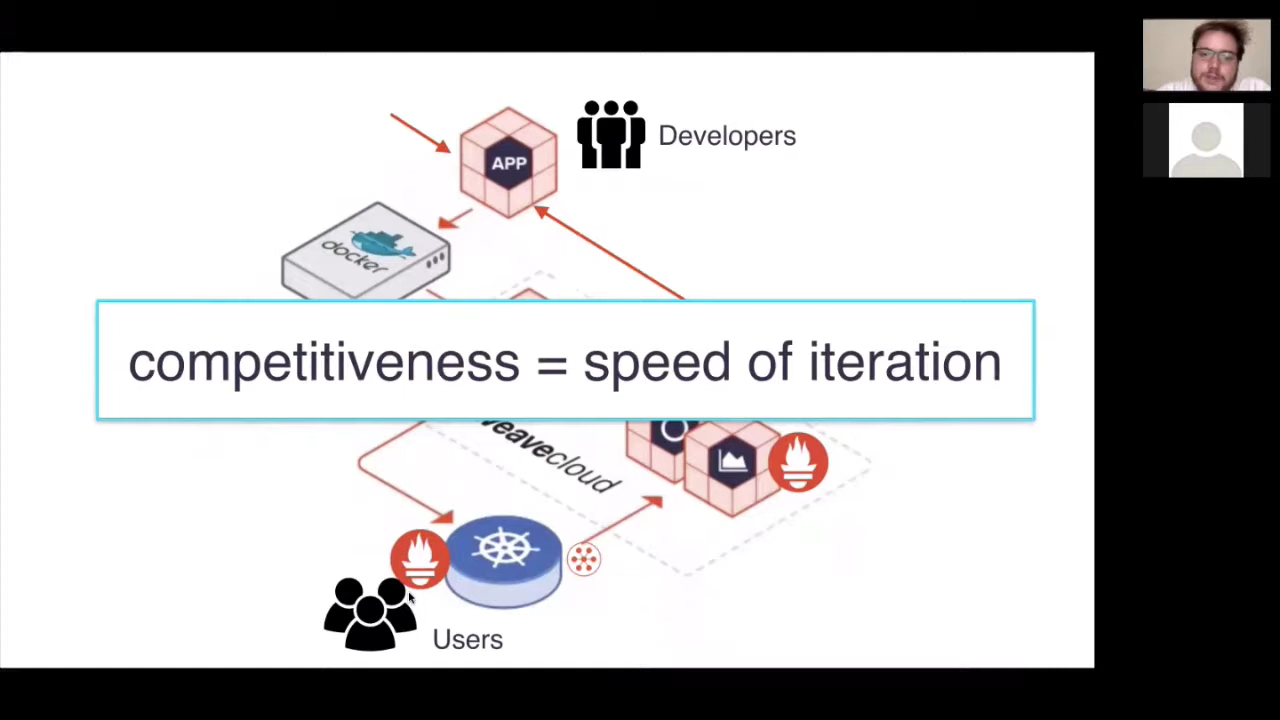 APP
Developers
docker
competitiveness = speed of iteration
weavecloud
Users